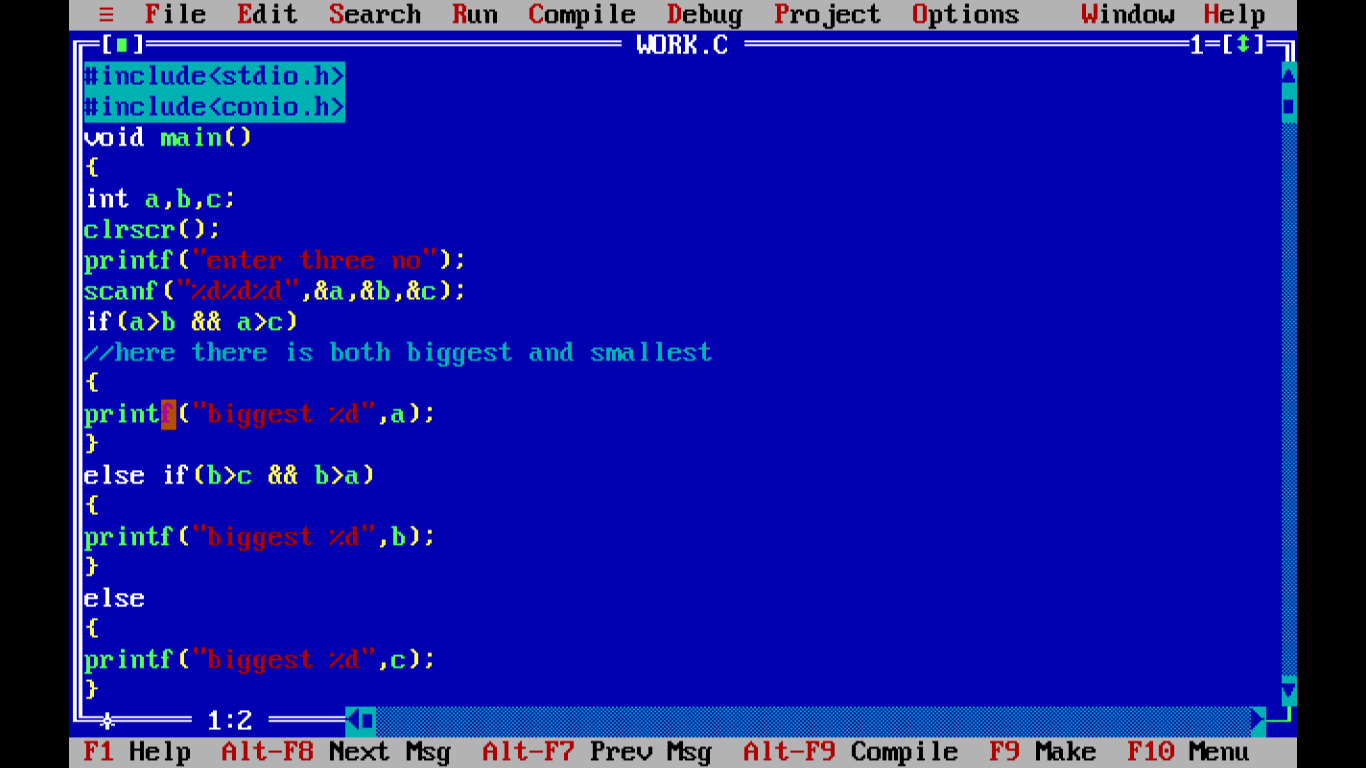 ≡ File Edit Search Run Compile Debug Project Options Window Help
[■] WORK.C 1=[↕]
#include<stdio.h>
#include<conio.h>
void main()
{
int a,b,c;
clrscr();
printf("enter three no");
scanf("%d%d%d",&a,&b,&c);
if(a>b && a>c)
//here there is both biggest and smallest
{
printf("biggest %d",a);
}
else if(b>c && b>a)
{
printf("biggest %d",b);
}
else
{
printf("biggest %d",c);
}
1:2
F1 Help Alt-F8 Next Msg Alt-F7 Prev Msg Alt-F9 Compile F9 Make F10 Menu